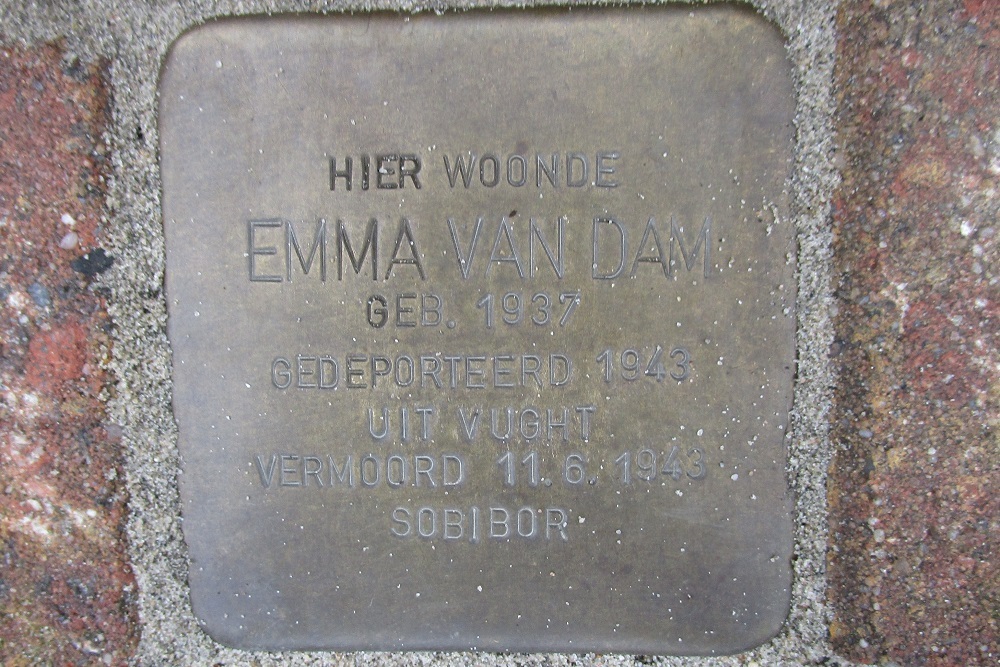 HIER WOONDE
EMMA VAN DAM
GEB. 1937
GEDEPORTEERD 1943
UIT VUGHT
VERMOORD 11.6.1943
SOBIBOR